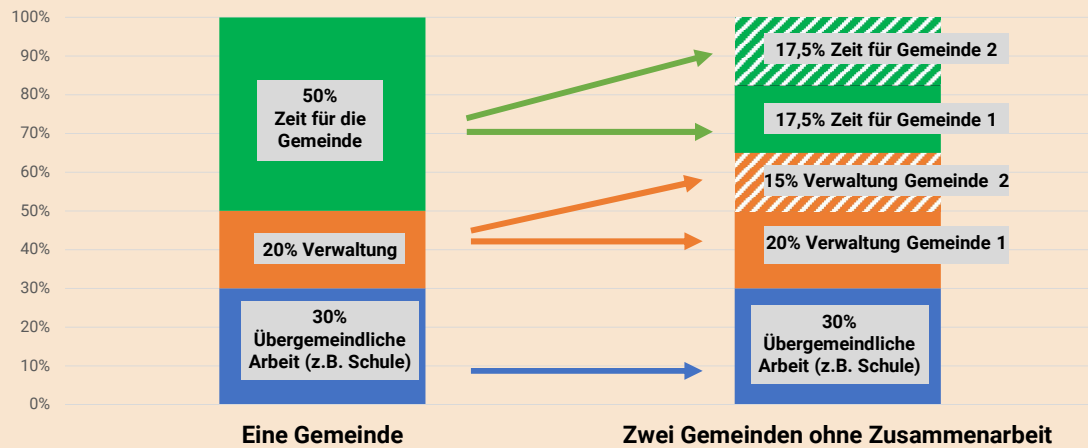 100%
90%
80%
70%
60%
50%
40%
30%
20%
10%
0%
50%
Zeit für die
Gemeinde
20% Verwaltung
30%
Übergemeindliche
Arbeit (z.B. Schule)
Eine Gemeinde
17,5% Zeit für Gemeinde 2
17,5% Zeit für Gemeinde 1
15% Verwaltung Gemeinde 2
20% Verwaltung Gemeinde 1
30%
Übergemeindliche
Arbeit (z.B. Schule)
Zwei Gemeinden ohne Zusammenarbeit